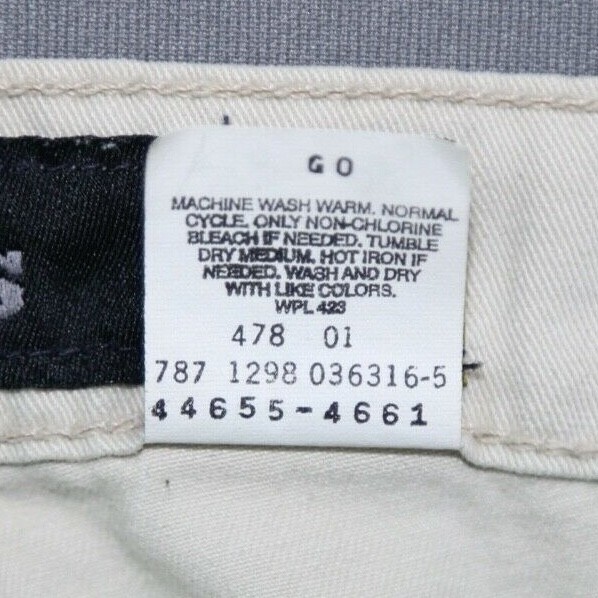 GO
MACHINE WASH WARM. NORMAL
CYCLE. ONLY NON-CHLORINE
BLEACH IF NEEDED. TUMBLE
DRY MEDIUM. HOT IRON IF
NEEDED. WASH AND DRY
WITH LIKE COLORS.
WPL 423
478 01
787 1298 036316-5
44655-4661